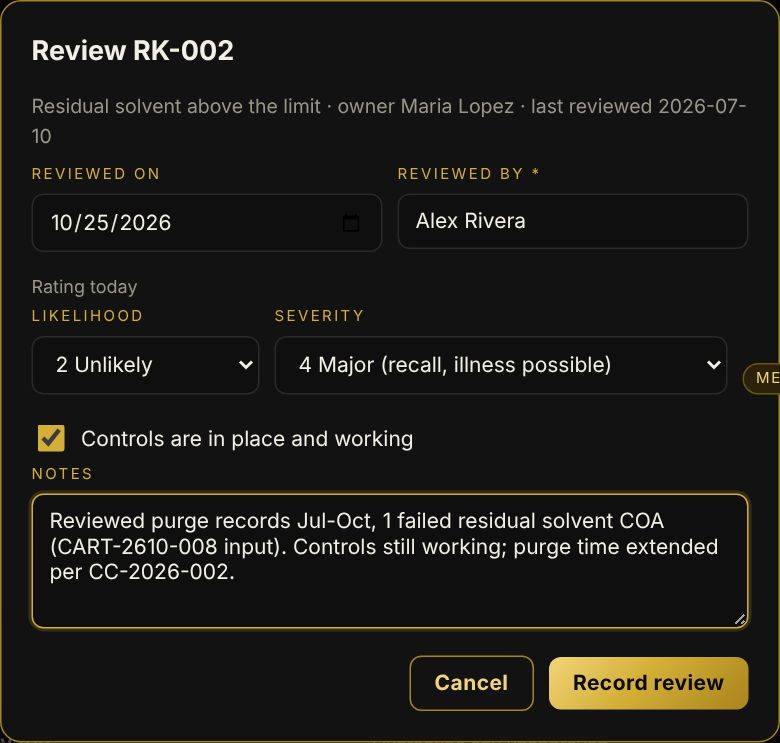 Review RK-002
Residual solvent above the limit · owner Maria Lopez · last reviewed 2026-07-
10
REVIEWED ON
REVIEWED BY *
10/25/2026
Alex Rivera
Rating today
LIKELIHOOD
SEVERITY
2 Unlikely
4 Major (recall, illness possible)
Controls are in place and working
NOTES
Reviewed purge records Jul-Oct, 1 failed residual solvent COA
(CART-2610-008 input). Controls still working; purge time extended
per CC-2026-002.
Cancel
Record review